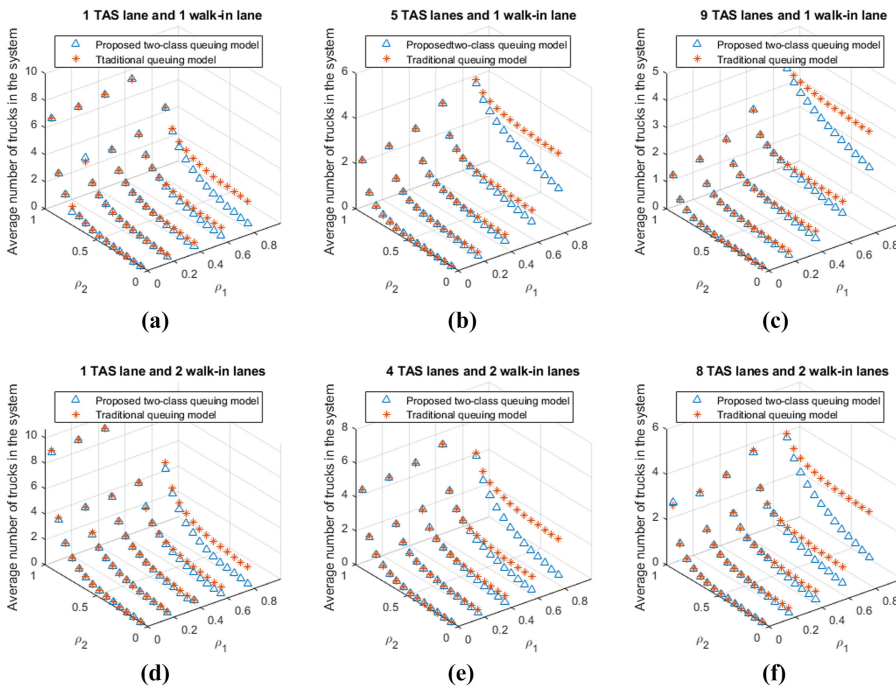 1 TAS lane and 1 walk-in lane
Proposed two-class queuing model
Ttaditional queuing model
Average number of trucks in the system
10
8
6
4
2
0
1
0.5
0
ρ2
0
0.2
0.4
0.6
0.8
ρ1
(a)
5 TAS lanes and 1 walk-in lane
Proposedtwo-class queuing model
Traditional queuing model
Average number of trucks in the system
6
4
2
0
1
0.5
0
ρ2
0
0.2
0.4
0.6
0.8
ρ1
(b)
9 TAS lanes and 1 walk-in lane
Proposed two-class queuing model
Traditional queuing model
Average number of trucks in the system
5
4
3
2
1
0
1
0.5
0
ρ2
0
0.2
0.4
0.6
0.8
ρ1
(c)
1 TAS lane and 2 walk-in lanes
Proposed two-class queuing model
Traditional queuing model
Average number of trucks in the system
10
8
6
4
2
0
1
0.5
0
ρ2
0
0.2
0.4
0.6
0.8
ρ1
(d)
4 TAS lanes and 2 walk-in lanes
Proposed two-class queuing model
Traditional queuing model
Average number of trucks in the system
8
6
4
2
0
1
0.5
0
ρ2
0
0.2
0.4
0.6
0.8
ρ1
(e)
8 TAS lanes and 2 walk-in lanes
Proposed two-class queuing model
Traditional queuing model
Average number of trucks in the system
6
4
2
0
1
0.5
0
ρ2
0
0.2
0.4
0.6
0.8
ρ1
(f)